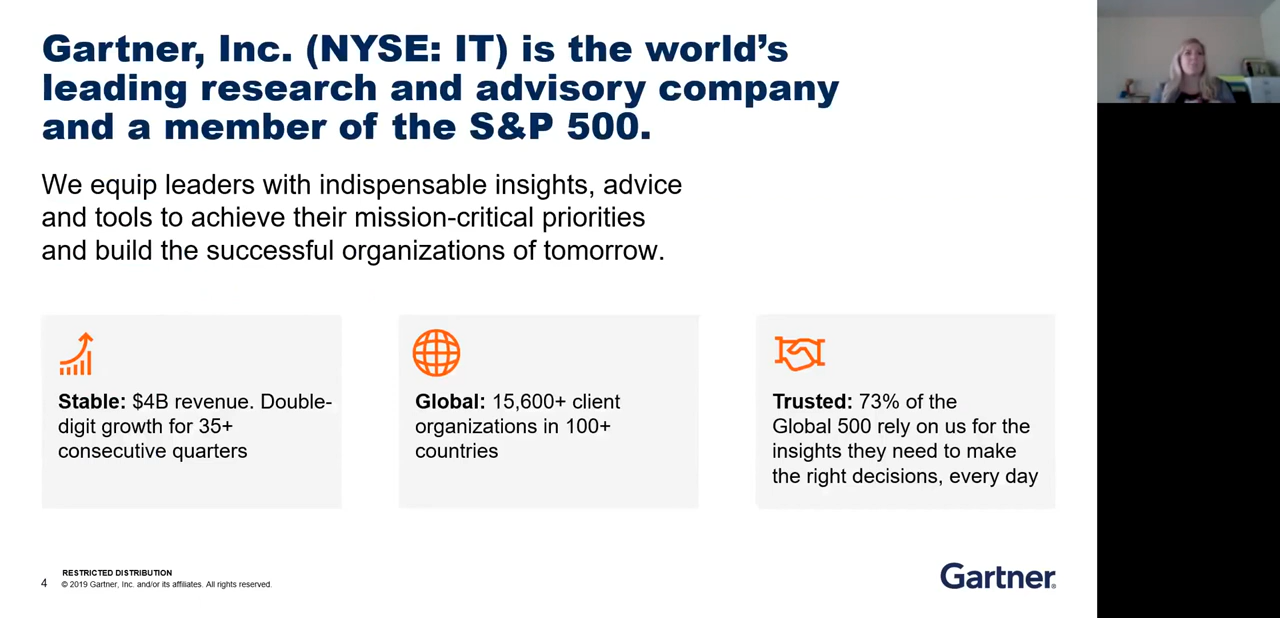 Gartner, Inc. (NYSE: IT) is the world’s
leading research and advisory company
and a member of the S&P 500.
We equip leaders with indispensable insights, advice
and tools to achieve their mission-critical priorities
and build the successful organizations of tomorrow.
Stable: $4B revenue. Double-
digit growth for 35+
consecutive quarters
Global: 15,600+ client
organizations in 100+
countries
Trusted: 73% of the
Global 500 rely on us for the
insights they need to make
the right decisions, every day
4
RESTRICTED DISTRIBUTION
© 2019 Gartner, Inc. and/or its affiliates. All rights reserved.
Gartner®